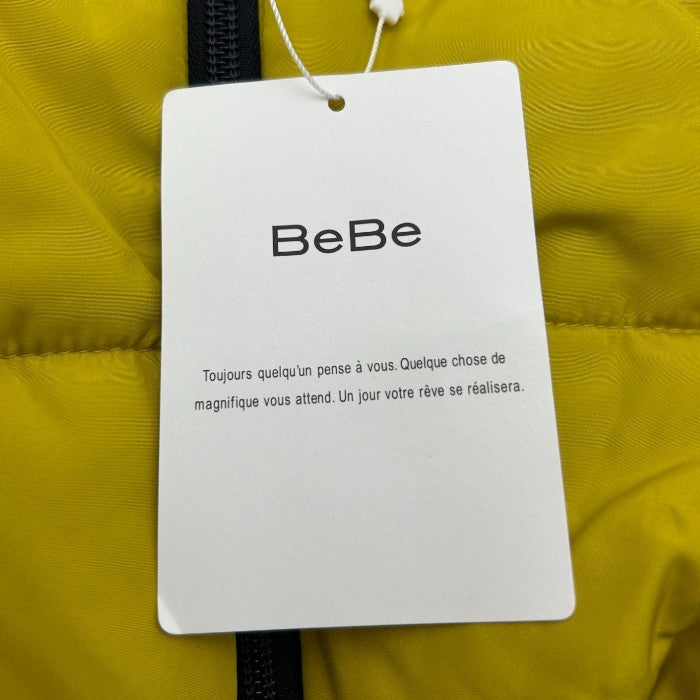 BeBe
Toujours quelqu'un pense à vous. Quelque chose de
magnifique vous attend. Un jour votre rêve se réalisera.